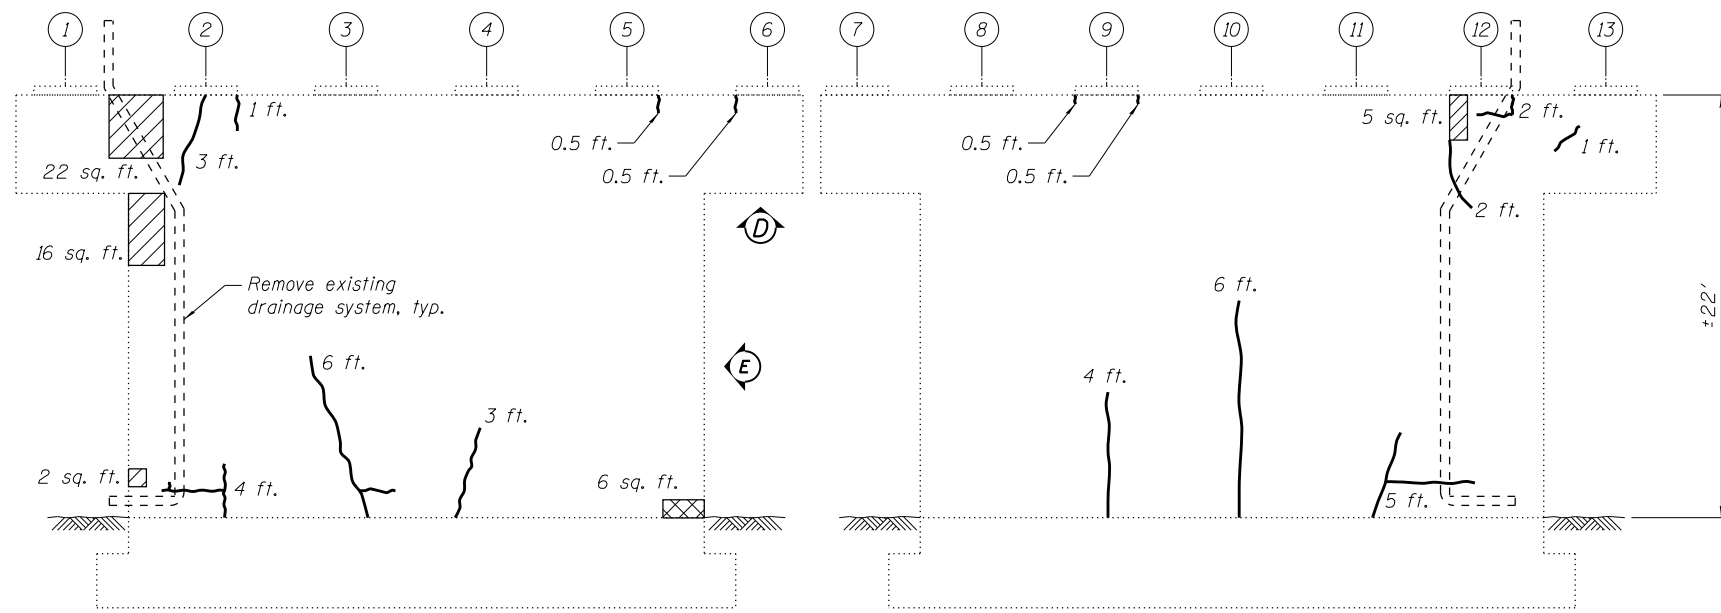 1 2 3 4 5 6 7 8 9 10 11 12 13
1 ft.
3 ft.
22 sq. ft.
0.5 ft.
0.5 ft.
0.5 ft.
0.5 ft.
5 sq. ft.
2 ft.
1 ft.
2 ft.
16 sq. ft.
D
Remove existing
drainage system, typ.
6 ft.
±22'
6 ft.
E
4 ft.
3 ft.
2 sq. ft.
4 ft.
6 sq. ft.
5 ft.